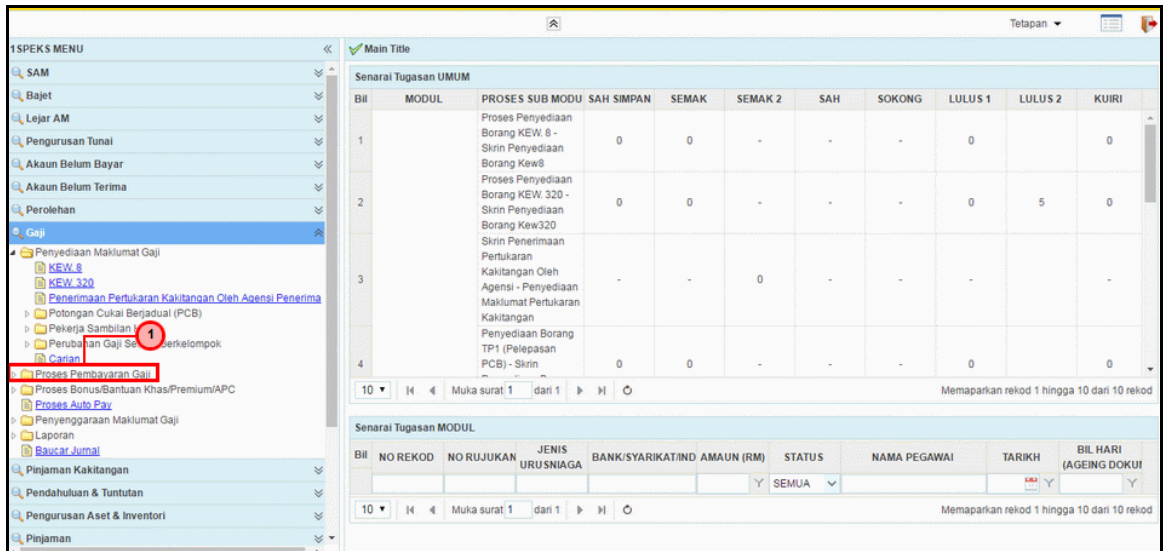 Tetapan
1SPEKS MENU
SAM
Bajet
Lejar AM
Pengurusan Tunai
Akaun Belum Bayar
Akaun Belum Terima
Perolehan
Gaji
Penyediaan Maklumat Gaji
KEW. 8
KEW. 320
Penerimaan Pertukaran Kakitangan Oleh Agensi Penerima
Potongan Cukai Berjadual (PCB)
Pekerja Sambilan
1
Perubahan Gaji Berkelompok
Carian
Proses Pembayaran Gaji
Proses Bonus/Bantuan Khas/Premium/APC
Proses Auto Pay
Penyenggaraan Maklumat Gaji
Laporan
Baucar Jurnal
Pinjaman Kakitangan
Pendahuluan & Tuntutan
Pengurusan Aset & Inventori
Pinjaman
Main Title
Senarai Tugasan UMUM
Bil MODUL PROSES SUB MODU SAH SIMPAN SEMAK SEMAK 2 SAH SOKONG LULUS 1 LULUS 2 KUIRI
Proses Penyediaan
Borang KEW. 8 -
1 Skrin Penyediaan 0 0 - - - 0 0
Borang Kew8
Proses Penyediaan
Borang KEW. 320 -
2 Skrin Penyediaan 0 0 - - - 0 5 0
Borang Kew320
Skrin Penerimaan
Pertukaran
Kakitangan Oleh
3 Agensi - Penyediaan - - 0 - - - -
Maklumat Pertukaran
Kakitangan
Penyediaan Borang
TP1 (Pelepasan
4 PCB) - Skrin 0 0 - - - 0 0
10 Muka surat 1 dari 1 Memaparkan rekod 1 hingga 10 dari 10 rekod
Senarai Tugasan MODUL
Bil NO REKOD NO RUJUKAN JENIS URUSNIAGA BANK/SYARIKAT/IND AMAUN (RM) STATUS NAMA PEGAWAI TARIKH BIL HARI (AGEING DOKUI
SEMUA
10 Muka surat 1 dari 1 Memaparkan rekod 1 hingga 10 dari 10 rekod